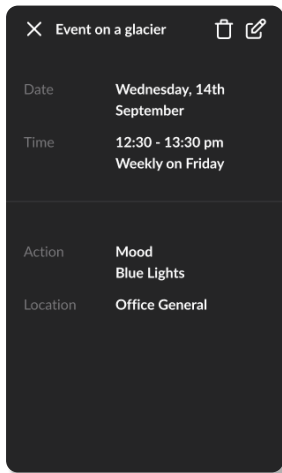 Event on a glacier
Date
Wednesday, 14th
September
Time
12:30 - 13:30 pm
Weekly on Friday
Action
Mood
Blue Lights
Location
Office General